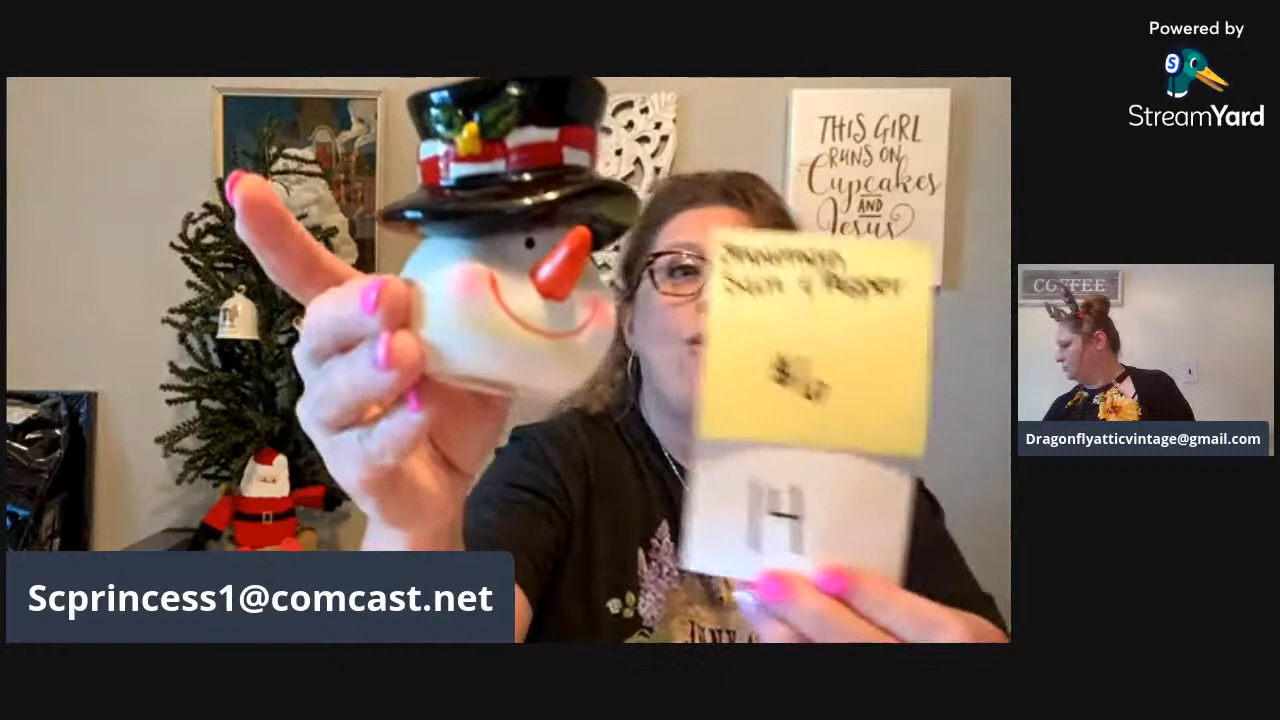 Powered by
StreamYard
THIS GIRL
RUNS ON
Cupcakes
AND
Jesus
COFFEE
Dragonflyatticvintage@gmail.com
H
Scprincess1@comcast.net